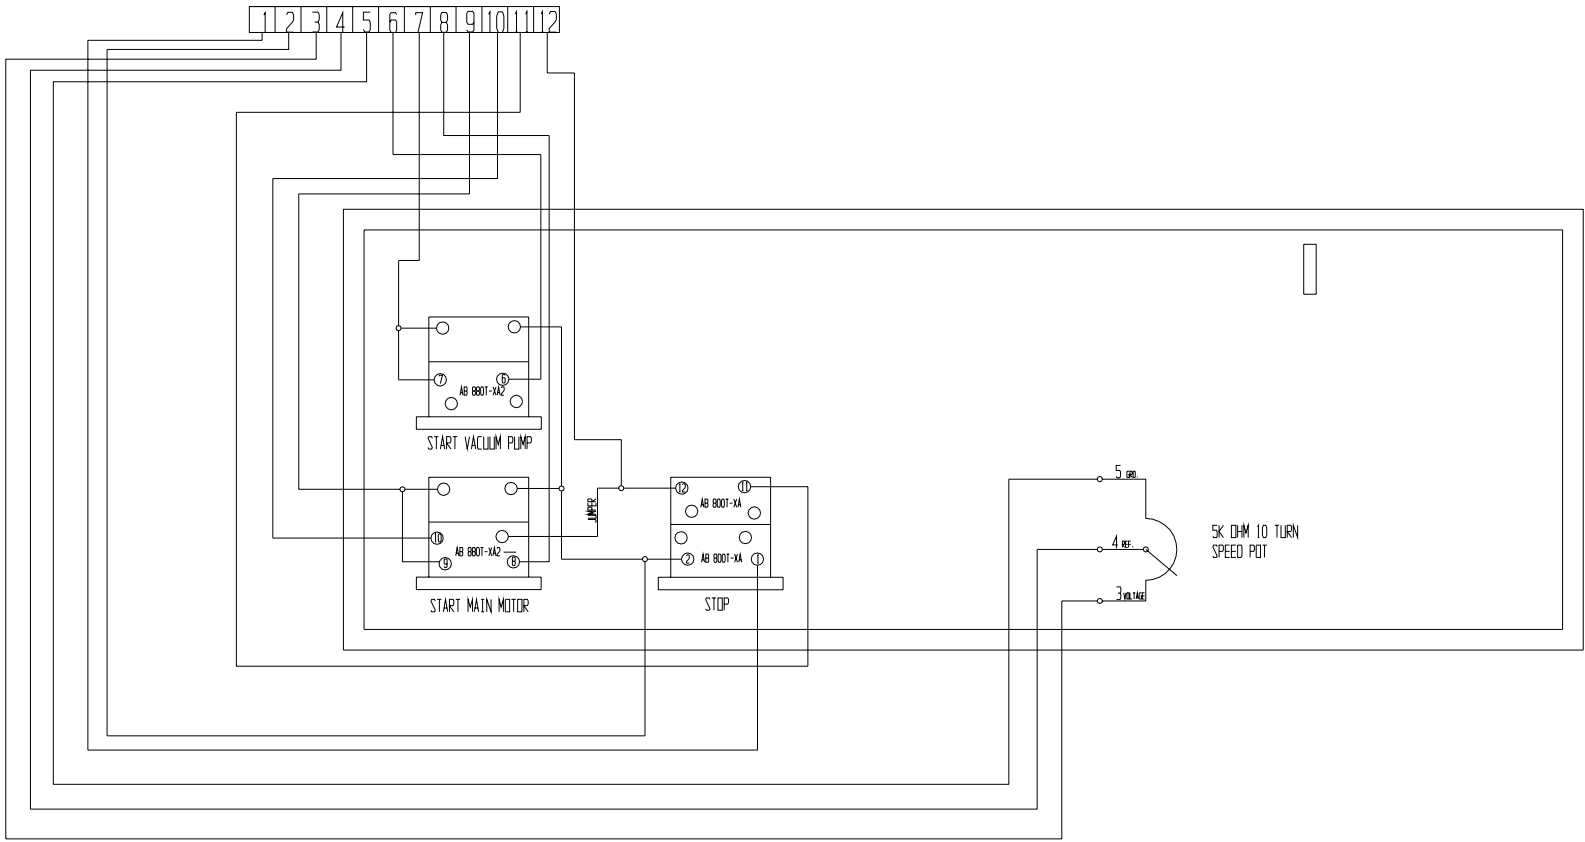 1 2 3 4 5 6 7 8 9 10 11 12
7 6
AB 880T-XA2
START VACUUM PUMP
10
AB 880T-XA2
9 8
START MAIN MOTOR
JUMPER
12 11
AB 800T-XA
2 AB 800T-XA 1
STOP
5 GRD.
4 REF.
3 VOLTAGE
5K OHM 10 TURN
SPEED POT